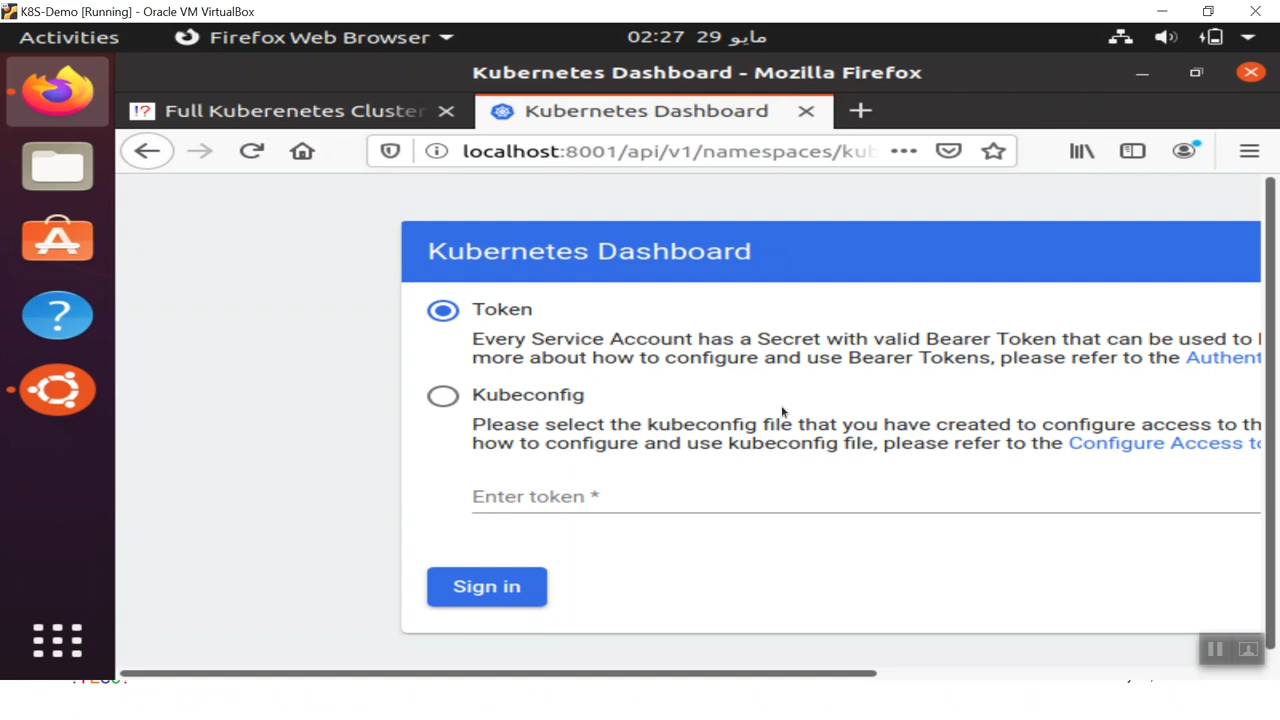 K8S-Demo [Running] - Oracle VM VirtualBox
Activities Firefox Web Browser 02:27 29 مايو
Kubernetes Dashboard - Mozilla Firefox
!? Full Kuberenetes Cluster Kubernetes Dashboard
localhost:8001/api/v1/namespaces/kub
Kubernetes Dashboard
Token
Every Service Account has a Secret with valid Bearer Token that can be used to
more about how to configure and use Bearer Tokens, please refer to the Authent
Kubeconfig
Please select the kubeconfig file that you have created to configure access to th
how to configure and use kubeconfig file, please refer to the Configure Access to
Enter token *
Sign in